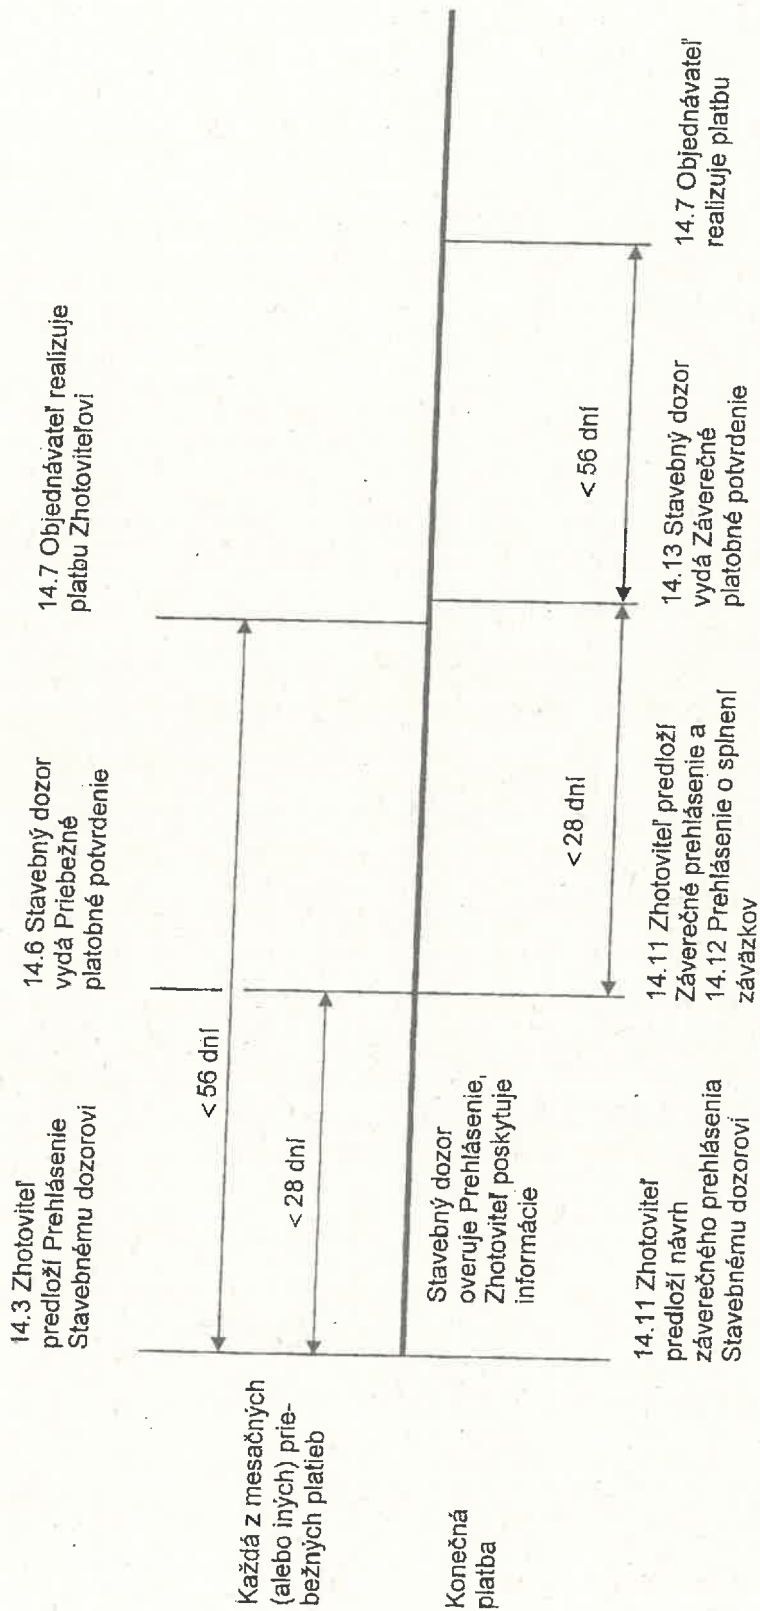 14.3 Zhotoviteľ
predloží Prehlásenie
Stavebnému dozorovi
14.6 Stavebný dozor
vydá Priebežné
platobné potvrdenie
14.7 Objednávateľ realizuje
platbu Zhotoviteľovi
Každá z mesačných
(alebo iných) prie-
bežných platieb
< 56 dní
< 28 dní
Stavebný dozor
overuje Prehlásenie,
Zhotoviteľ poskytuje
informácie
Konečná
platba
< 28 dní
< 56 dní
14.11 Zhotoviteľ
predloží návrh
záverečného prehlásenia
Stavebnému dozorovi
14.11 Zhotoviteľ predloží
Záverečné prehlásenie a
14.12 Prehlásenie o splnení
záväzkov
14.13 Stavebný dozor
vydá Záverečné
platobné potvrdenie
14.7 Objednávateľ
realizuje platbu